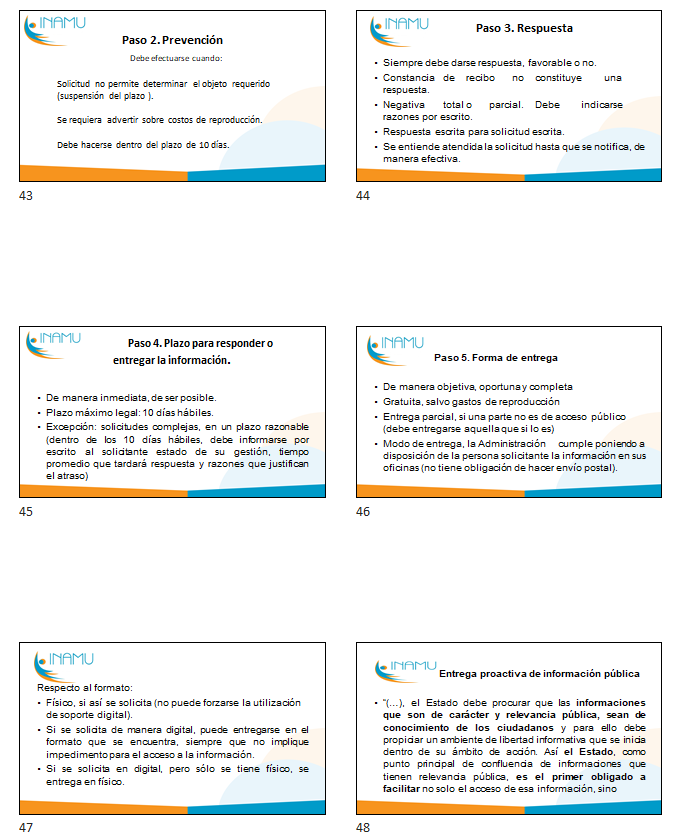 INAMU
Paso 2. Prevención
Debe efectuarse cuando:
Solicitud no permite determinar el objeto requerido
(suspensión del plazo ).
Se requiera advertir sobre costos de reproducción.
Debe hacerse dentro del plazo de 10 días.
43
INAMU
Paso 3. Respuesta
• Siempre debe darse respuesta, favorable o no.
• Constancia de recibo no constituye una
respuesta.
• Negativa total o parcial. Debe indicarse
razones por escrito.
• Respuesta escrita para solicitud escrita.
• Se entiende atendida la solicitud hasta que se notifica, de
manera efectiva.
44
INAMU
Paso 4. Plazo para responder o
entregar la información.
• De manera inmediata, de ser posible.
• Plazo máximo legal: 10 días hábiles.
• Excepción: solicitudes complejas, en un plazo razonable
(dentro de los 10 días hábiles, debe informarse por
escrito al solicitante estado de su gestión, tiempo
promedio que tardará respuesta y razones que justifican
el atraso)
45
INAMU
Paso 5. Forma de entrega
• De manera objetiva, oportuna y completa
• Gratuita, salvo gastos de reproducción
• Entrega parcial, si una parte no es de acceso público
(debe entregarse aquella que si lo es)
• Modo de entrega, la Administración cumple poniendo a
disposición de la persona solicitante la información en sus
oficinas (no tiene obligación de hacer envío postal).
46
INAMU
Respecto al formato:
• Físico, si así se solicita (no puede forzarse la utilización
de soporte digital).
• Si se solicita de manera digital, puede entregarse en el
formato que se encuentra, siempre que no implique
impedimento para el acceso a la información.
• Si se solicita en digital, pero sólo se tiene físico, se
entrega en físico.
47
INAMU
Entrega proactiva de información pública
• "(...), el Estado debe procurar que las informaciones
que son de carácter y relevancia pública, sean de
conocimiento de los ciudadanos y para ello debe
propiciar un ambiente de libertad informativa que se inicia
dentro de su ámbito de acción. Así el Estado, como
punto principal de confluencia de informaciones que
tienen relevancia pública, es el primer obligado a
facilitar no solo el acceso de esa información, sino
48